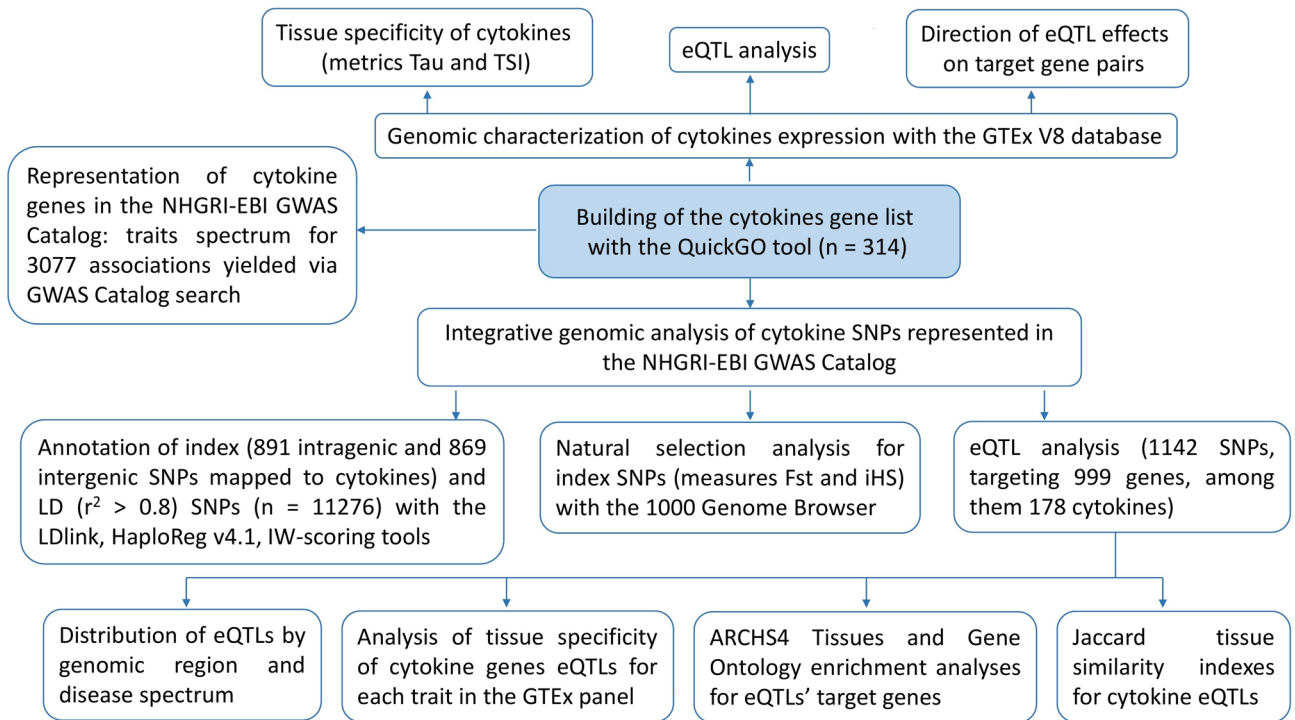 Tissue specificity of cytokines
(metrics Tau and TSI)
eQTL analysis
Direction of eQTL effects
on target gene pairs
Genomic characterization of cytokines expression with the GTEx V8 database
Representation of cytokine
genes in the NHGRI-EBI GWAS
Catalog: traits spectrum for
3077 associations yielded via
GWAS Catalog search
Building of the cytokines gene list
with the QuickGO tool (n = 314)
Integrative genomic analysis of cytokine SNPs represented in
the NHGRI-EBI GWAS Catalog
Annotation of index (891 intragenic and 869
intergenic SNPs mapped to cytokines) and
LD (r² > 0.8) SNPs (n = 11276) with the
LDlink, HaploReg v4.1, IW-scoring tools
Natural selection analysis for
index SNPs (measures Fst and iHS)
with the 1000 Genome Browser
eQTL analysis (1142 SNPs,
targeting 999 genes, among
them 178 cytokines)
Distribution of eQTLs by
genomic region and
disease spectrum
Analysis of tissue specificity
of cytokine genes eQTLs for
each trait in the GTEx panel
ARCHS4 Tissues and Gene
Ontology enrichment analyses
for eQTLs' target genes
Jaccard tissue
similarity indexes
for cytokine eQTLs